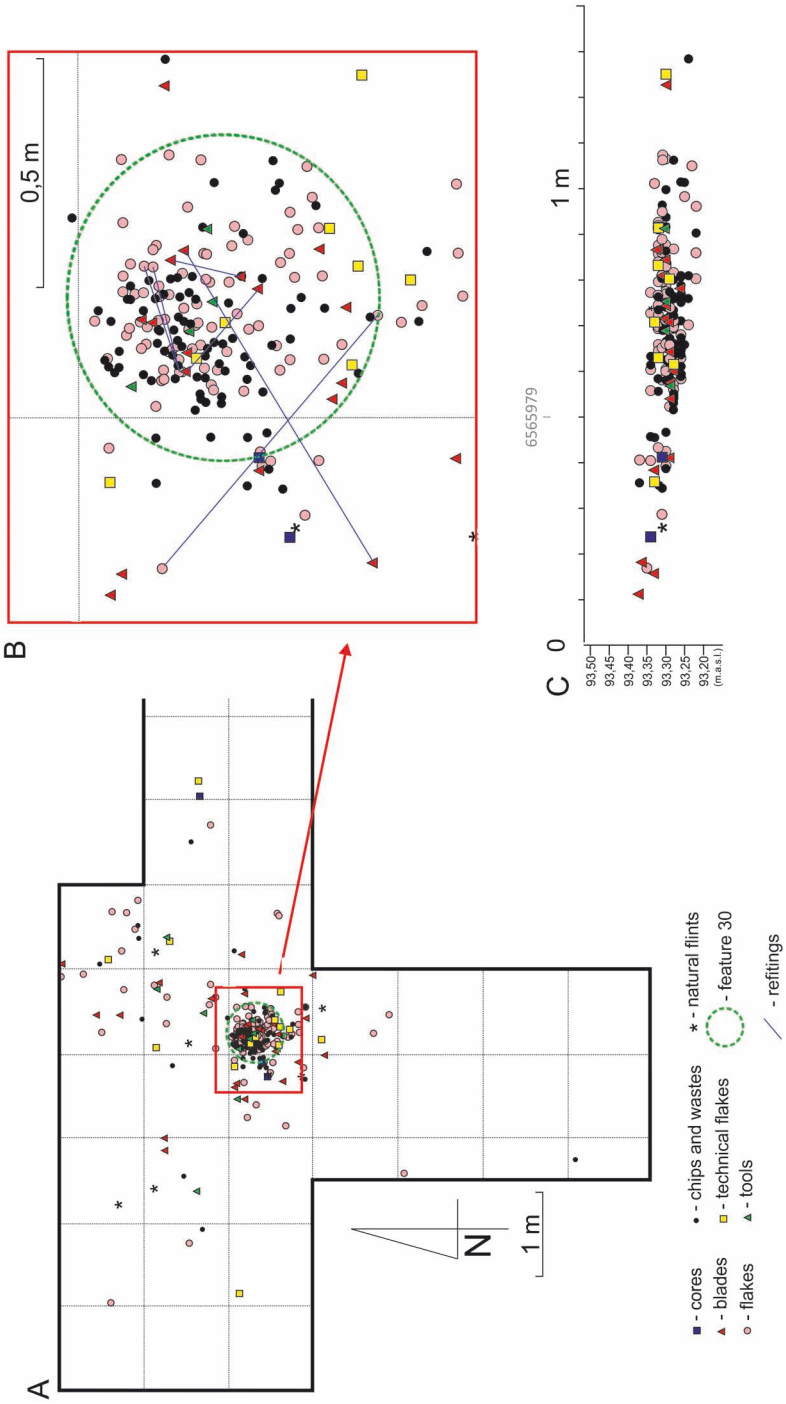 A
N
1 m
B
0,5 m
6565979
C
0
1 m
93,50
93,45
93,40
93,35
93,30
93,25
93,20
(m.a.s.l.)
- cores
- blades
- flakes
- chips and wastes
- technical flakes
- tools
* - natural flints
- feature 30
- refitings